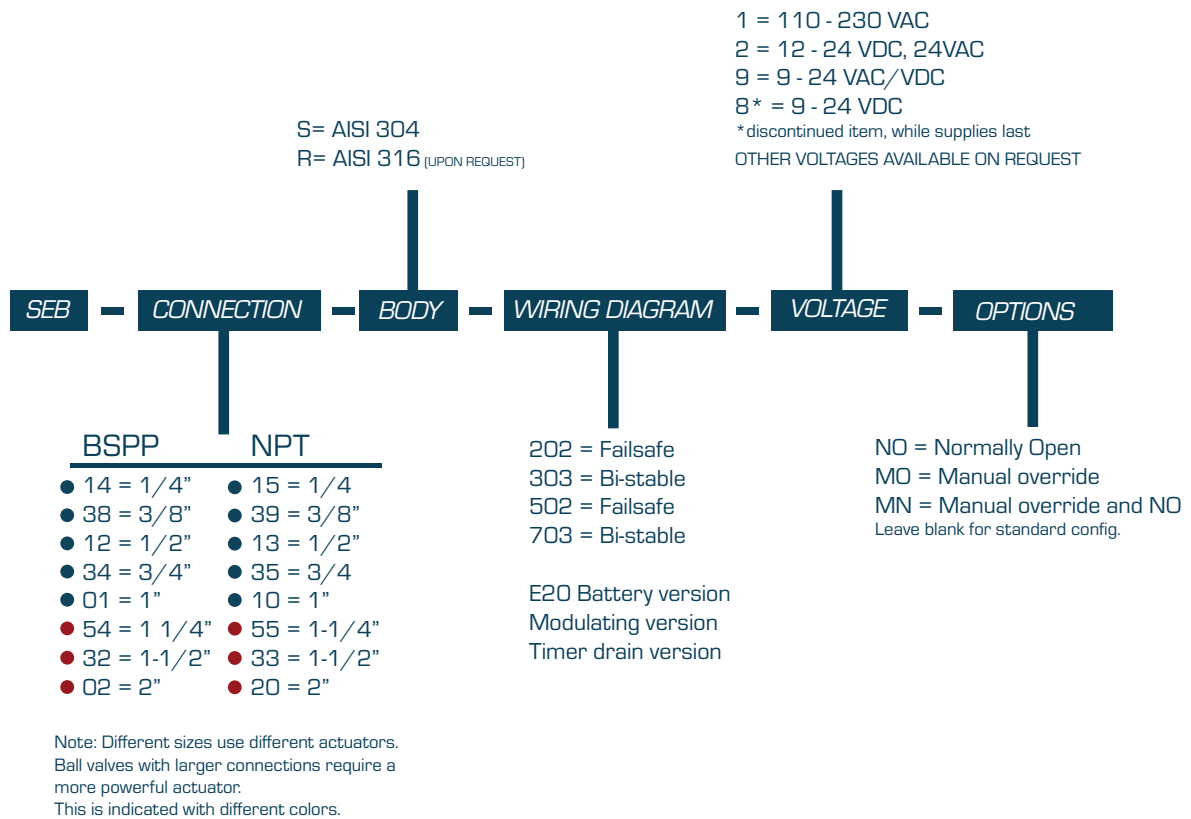 1 = 110 - 230 VAC
2 = 12 - 24 VDC, 24VAC
9 = 9 - 24 VAC/VDC
8* = 9 - 24 VDC
*discontinued item, while supplies last
OTHER VOLTAGES AVAILABLE ON REQUEST
S= AISI 304
R= AISI 316 (UPON REQUEST)
SEB - CONNECTION - BODY - WIRING DIAGRAM - VOLTAGE - OPTIONS
BSPP NPT
14 = 1/4” 15 = 1/4
38 = 3/8” 39 = 3/8”
12 = 1/2” 13 = 1/2”
34 = 3/4” 35 = 3/4
01 = 1” 10 = 1”
54 = 1 1/4” 55 = 1-1/4”
32 = 1-1/2” 33 = 1-1/2”
02 = 2” 20 = 2”
Note: Different sizes use different actuators.
Ball valves with larger connections require a
more powerful actuator.
This is indicated with different colors.
202 = Failsafe
303 = Bi-stable
502 = Failsafe
703 = Bi-stable
E20 Battery version
Modulating version
Timer drain version
NO = Normally Open
MO = Manual override
MN = Manual override and NO
Leave blank for standard config.